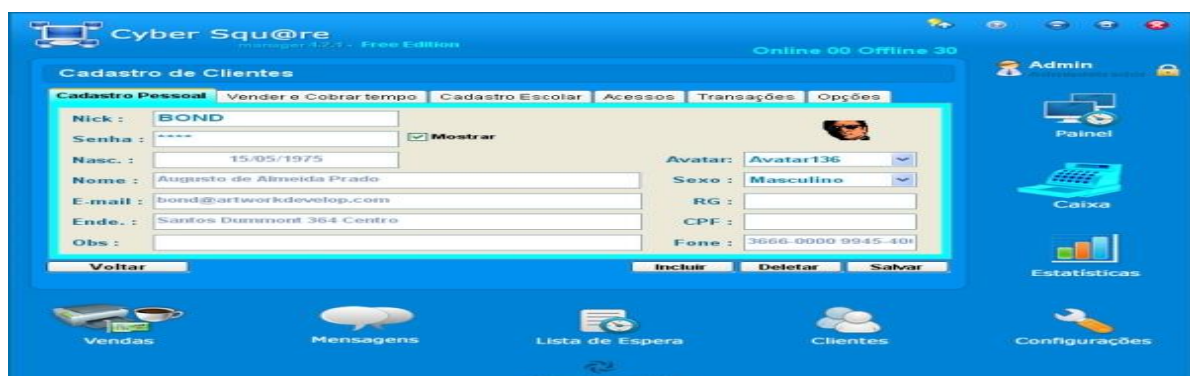 Cyber Squ@re
manager 4.2.1 - Free Edition
Online 00 Offline 30
Cadastro de Clientes
Admin
Cadastro Pessoal Vender e Cobrar tempo Cadastro Escolar Acessos Transações Opções
Nick : BOND
Senha : **** Mostrar
Nasc. : 15/05/1975 Avatar: Avatar136
Nome : Augusto de Almeida Prado Sexo : Masculino
E-mail : bond@artworkdevelop.com RG :
Ende. : Santos Dummont 364 Centro CPF :
Obs : Fone : 3666-0000 9945-400
Voltar Incluir Deletar Salvar
Painel
Caixa
Estatísticas
Vendas Mensagens Lista de Espera Clientes Configurações